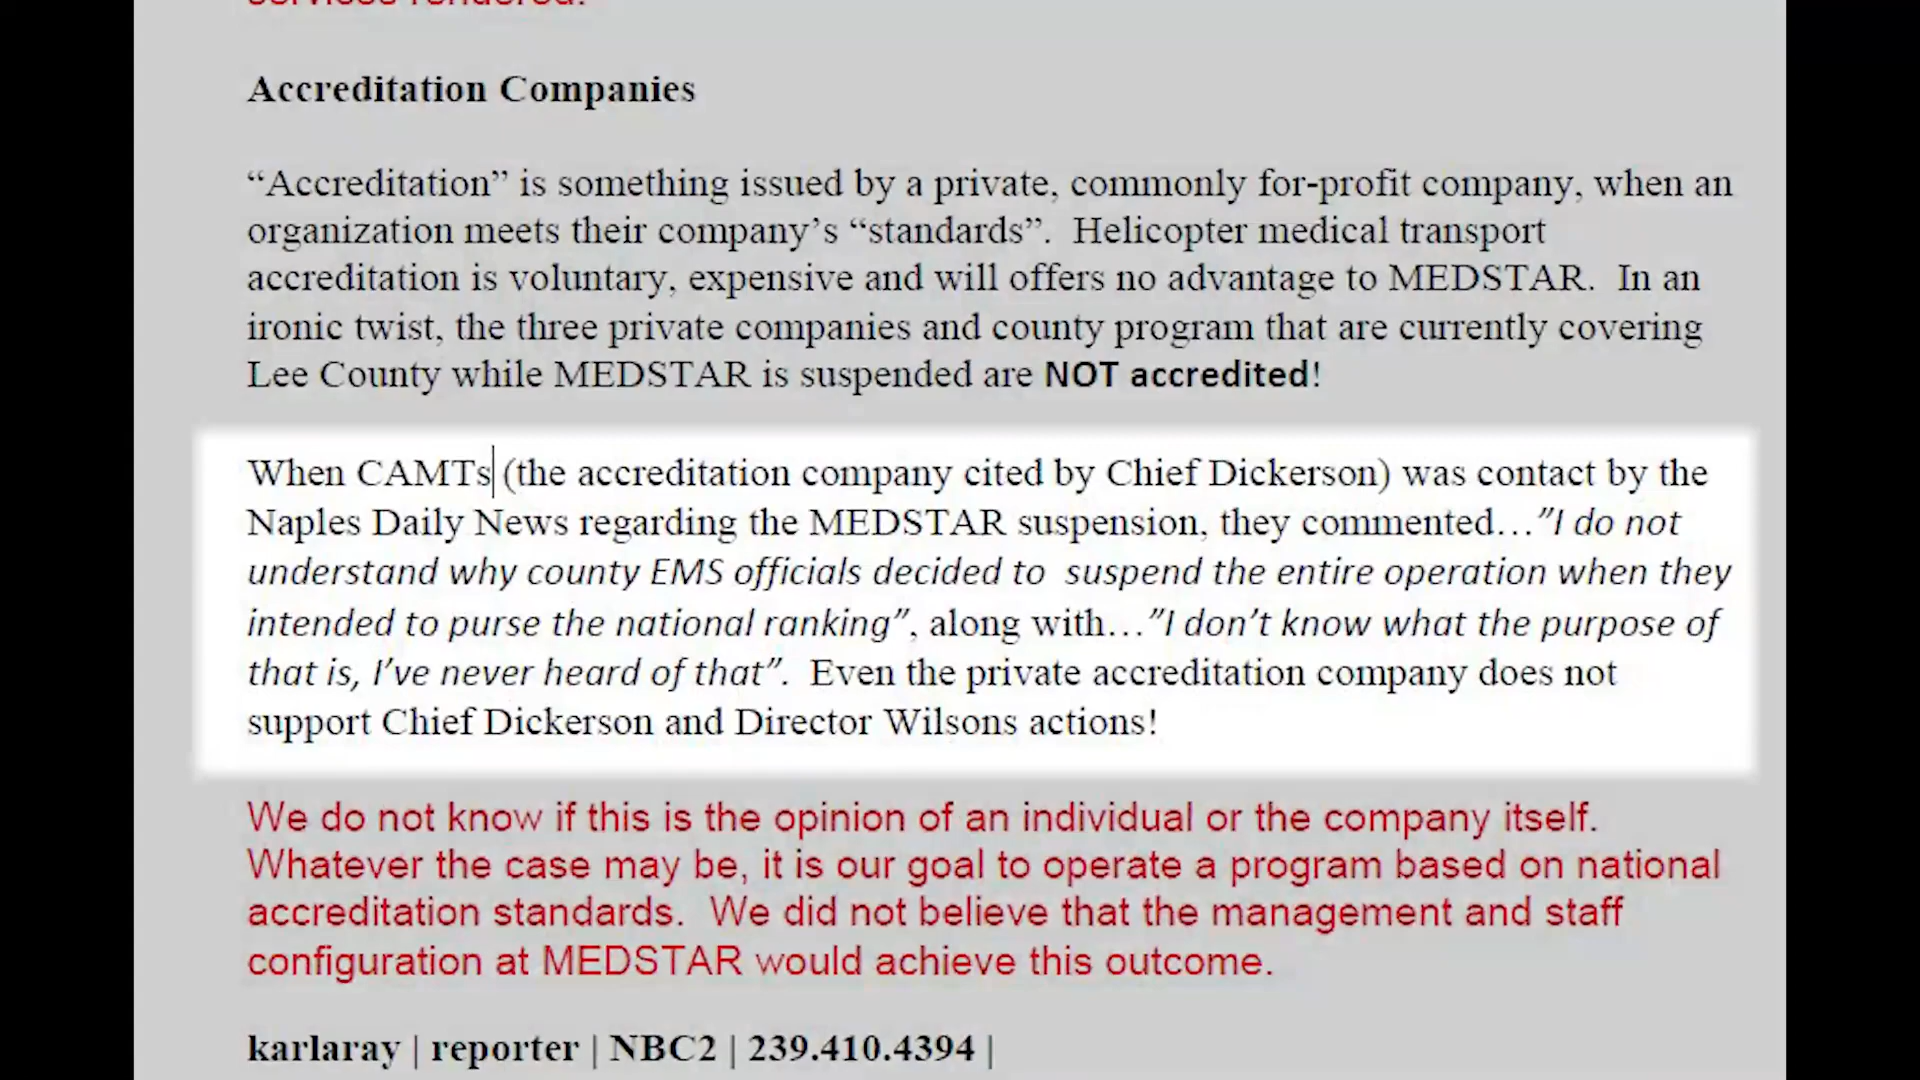 services rendered.
Accreditation Companies
“Accreditation” is something issued by a private, commonly for-profit company, when an
organization meets their company’s “standards”.  Helicopter medical transport
accreditation is voluntary, expensive and will offers no advantage to MEDSTAR.  In an
ironic twist, the three private companies and county program that are currently covering
Lee County while MEDSTAR is suspended are NOT accredited!
When CAMTs (the accreditation company cited by Chief Dickerson) was contact by the
Naples Daily News regarding the MEDSTAR suspension, they commented…”I do not
understand why county EMS officials decided to  suspend the entire operation when they
intended to purse the national ranking”, along with…”I don’t know what the purpose of
that is, I’ve never heard of that”.  Even the private accreditation company does not
support Chief Dickerson and Director Wilsons actions!
We do not know if this is the opinion of an individual or the company itself.
Whatever the case may be, it is our goal to operate a program based on national
accreditation standards.  We did not believe that the management and staff
configuration at MEDSTAR would achieve this outcome.
karlaray | reporter | NBC2 | 239.410.4394 |